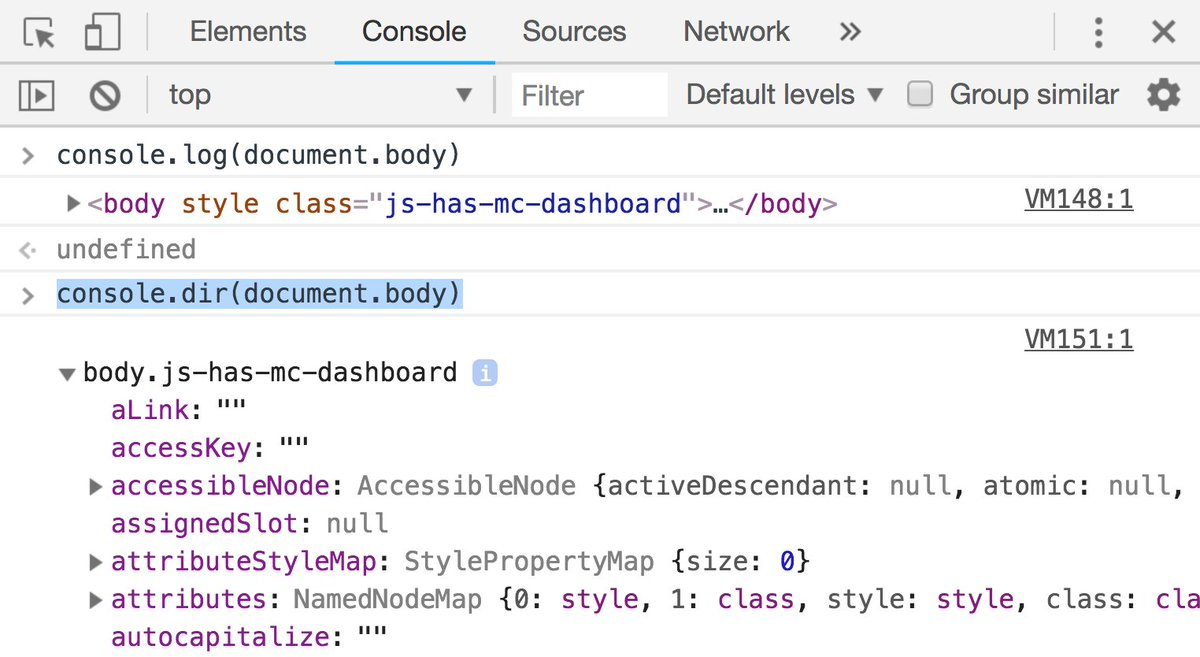 Elements Console Sources Network »
top ▼ Filter Default levels ▼ Group similar
> console.log(document.body)
▶<body style class="js-has-mc-dashboard">…</body> VM148:1
<· undefined
> console.dir(document.body)
VM151:1
▼body.js-has-mc-dashboard i
aLink: ""
accessKey: ""
▶accessibleNode: AccessibleNode {activeDescendant: null, atomic: null,
assignedSlot: null
▶attributeStyleMap: StylePropertyMap {size: 0}
▶attributes: NamedNodeMap {0: style, 1: class, style: style, class: cla
autocapitalize: ""